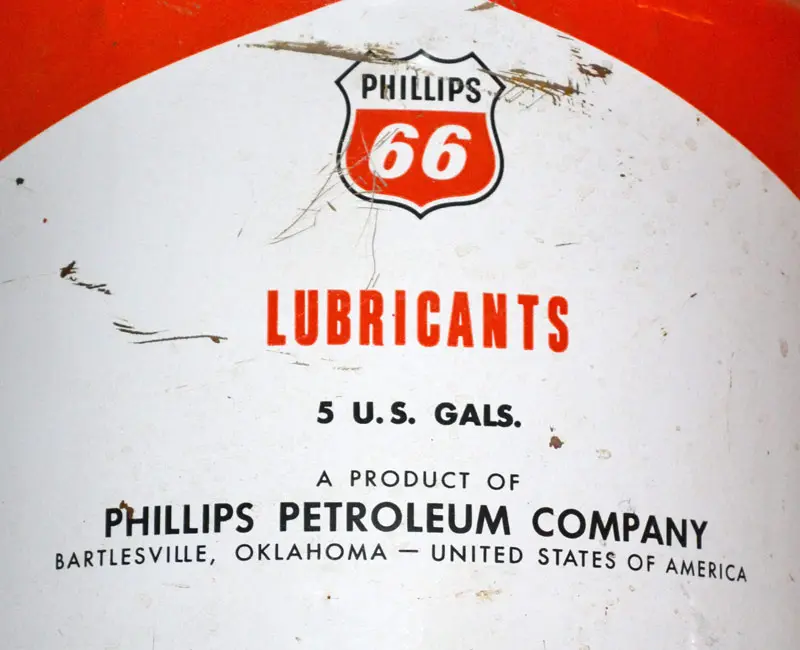 PHILLIPS
66
LUBRICANTS
5 U.S. GALS.
A PRODUCT OF
PHILLIPS PETROLEUM COMPANY
BARTLESVILLE, OKLAHOMA — UNITED STATES OF AMERICA